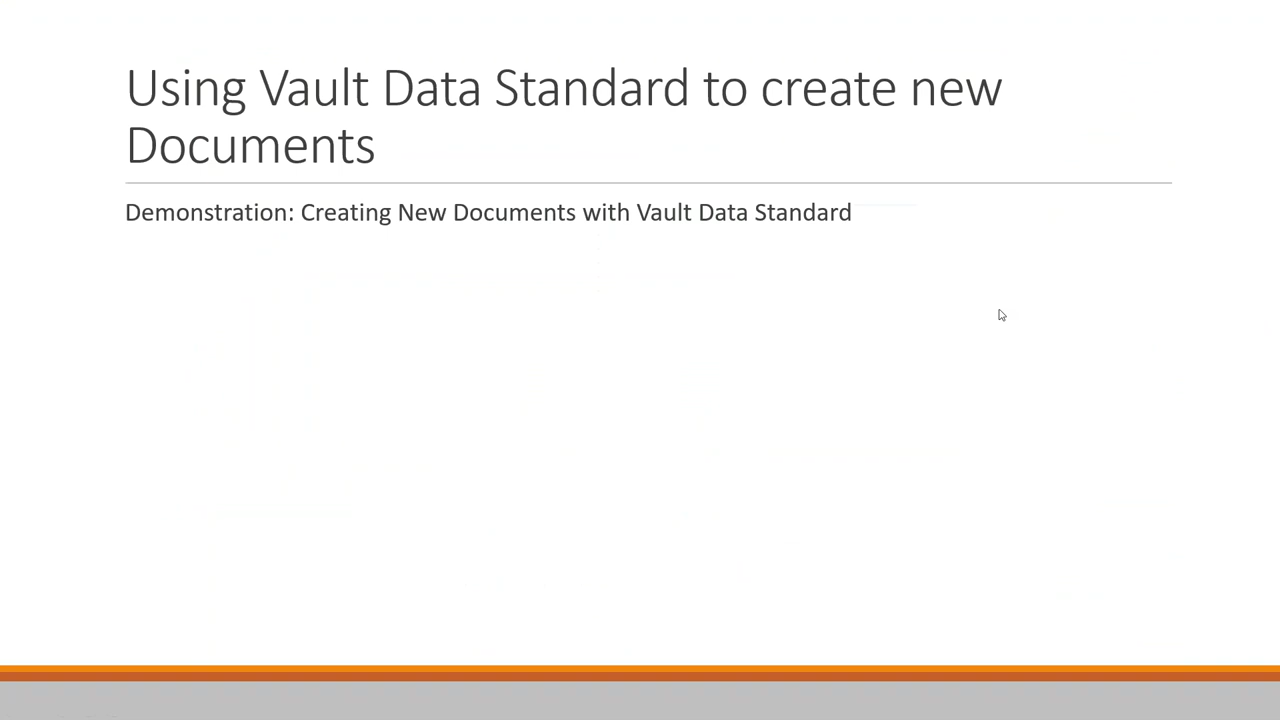 Using Vault Data Standard to create new
Documents
Demonstration: Creating New Documents with Vault Data Standard